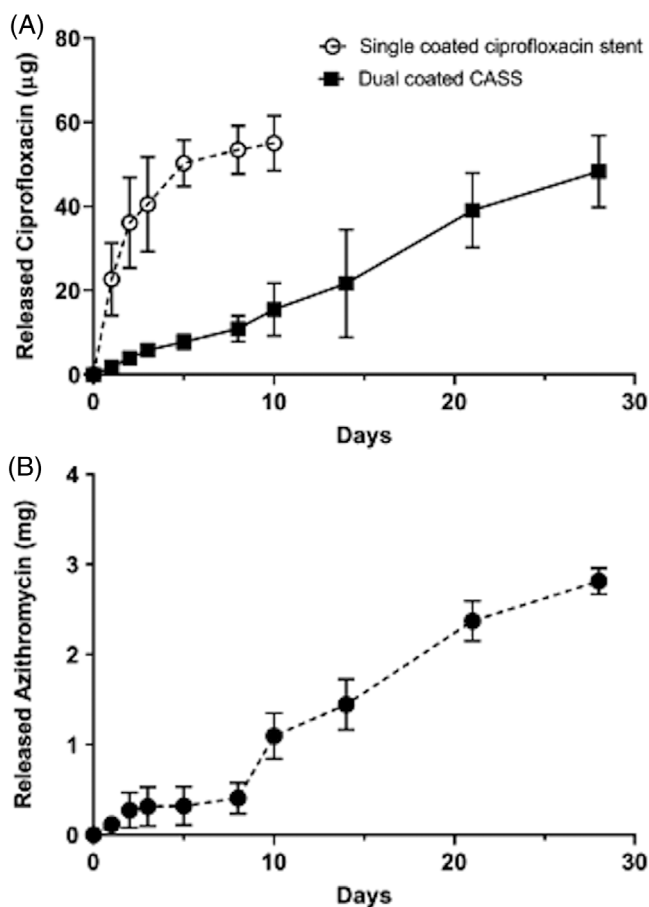 (A)
Released Ciprofloxacin (µg)
80
60
40
20
0
Single coated ciprofloxacin stent
Dual coated CASS
0
10
20
30
Days
(B)
Released Azithromycin (mg)
4
3
2
1
0
0
10
20
30
Days